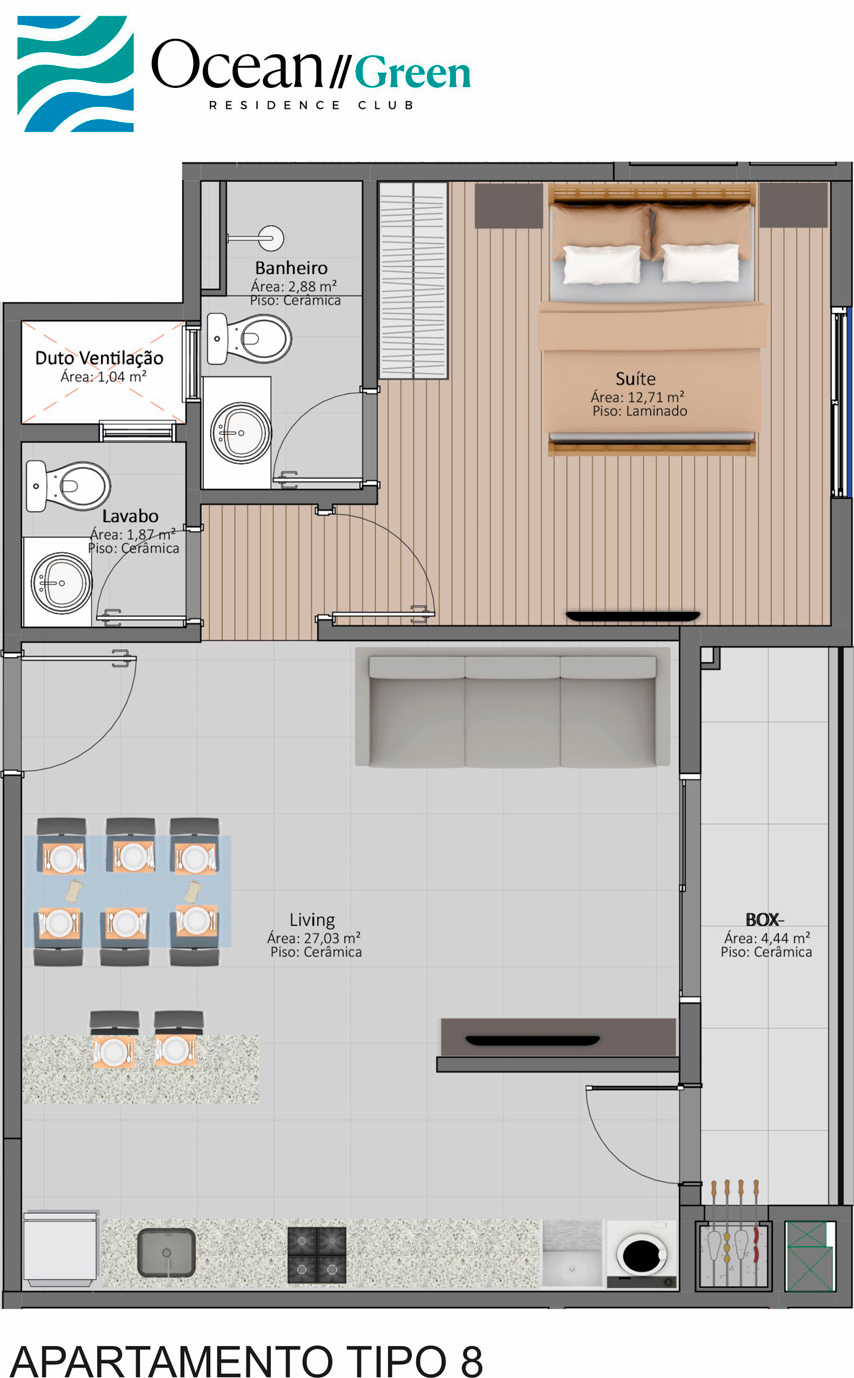 Ocean//Green
RESIDENCE CLUB
Banheiro
Área: 2,88 m²
Piso: Cerâmica
Duto Ventilação
Área: 1,04 m²
Suíte
Área: 12,71 m²
Piso: Laminado
Lavabo
Área: 1,87 m²
Piso: Cerâmica
Living
Área: 27,03 m²
Piso: Cerâmica
BOX-
Área: 4,44 m²
Piso: Cerâmica
APARTAMENTO TIPO 8